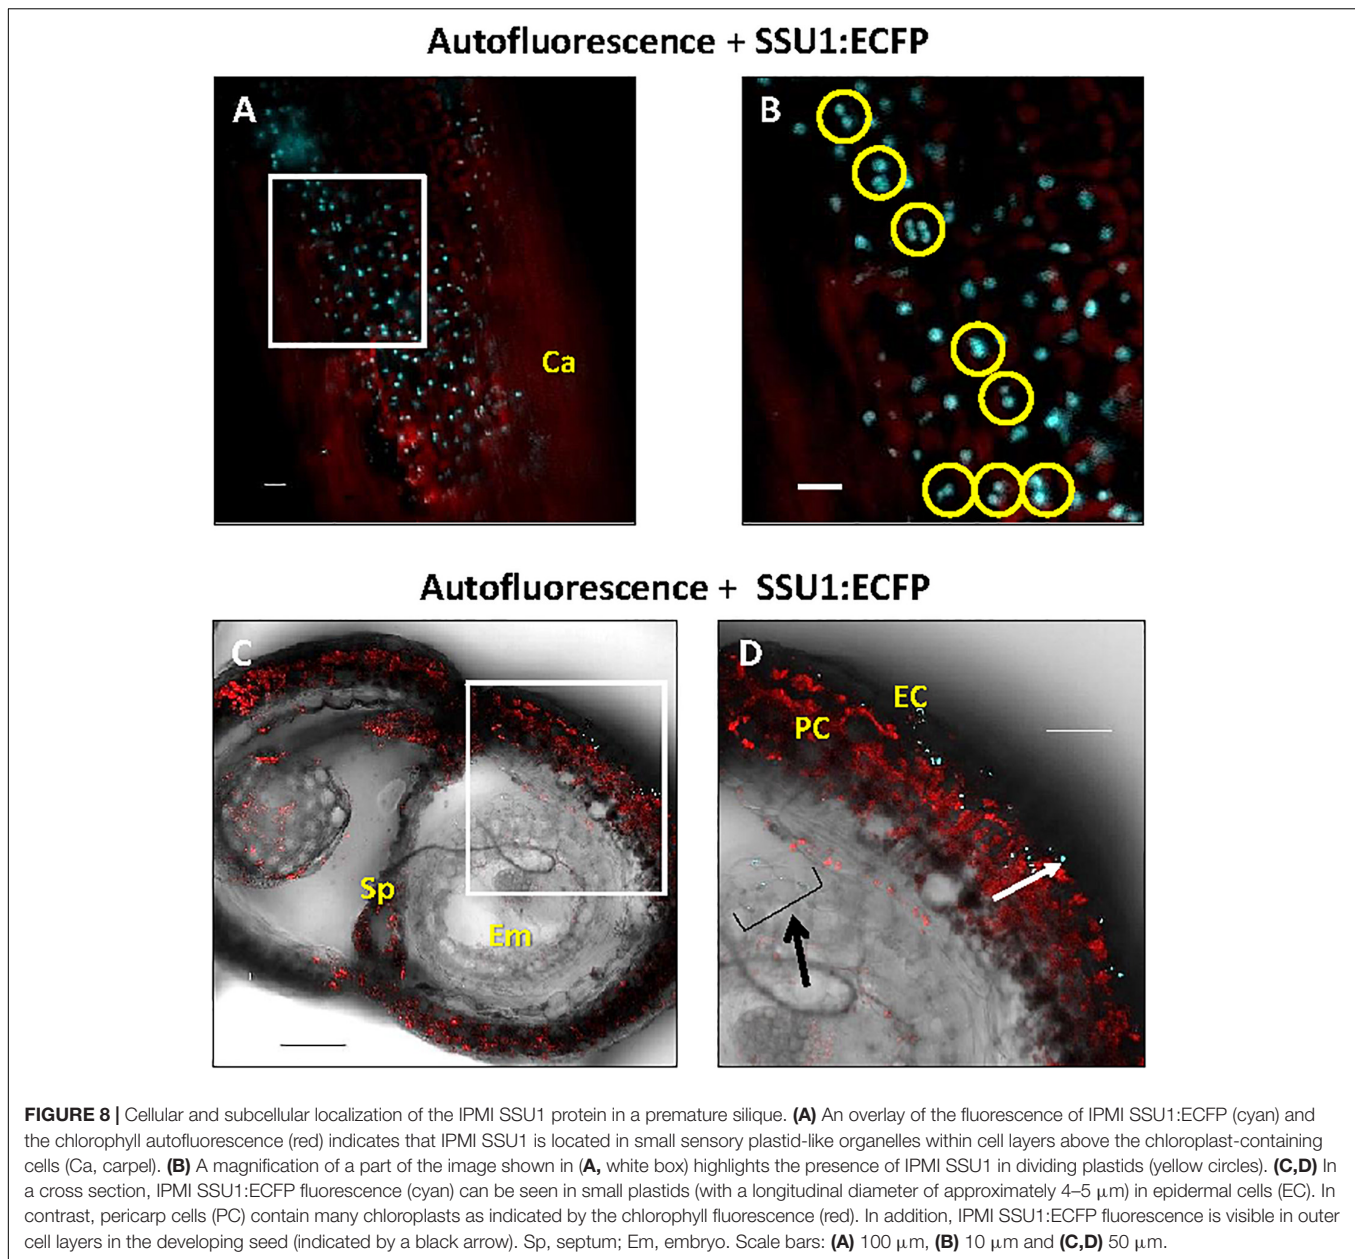 Autofluorescence + SSU1:ECFP
A
B
Ca
Autofluorescence + SSU1:ECFP
C
D
EC
PC
Sp
Em
FIGURE 8 | Cellular and subcellular localization of the IPMI SSU1 protein in a premature silique. (A) An overlay of the fluorescence of IPMI SSU1:ECFP (cyan) and
the chlorophyll autofluorescence (red) indicates that IPMI SSU1 is located in small sensory plastid-like organelles within cell layers above the chloroplast-containing
cells (Ca, carpel). (B) A magnification of a part of the image shown in (A, white box) highlights the presence of IPMI SSU1 in dividing plastids (yellow circles). (C,D) In
a cross section, IPMI SSU1:ECFP fluorescence (cyan) can be seen in small plastids (with a longitudinal diameter of approximately 4–5 μm) in epidermal cells (EC). In
contrast, pericarp cells (PC) contain many chloroplasts as indicated by the chlorophyll fluorescence (red). In addition, IPMI SSU1:ECFP fluorescence is visible in outer
cell layers in the developing seed (indicated by a black arrow). Sp, septum; Em, embryo. Scale bars: (A) 100 μm, (B) 10 μm and (C,D) 50 μm.